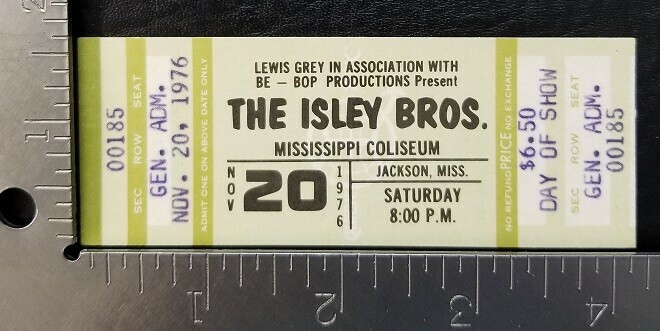 00185
SEC ROW SEAT
GEN. ADM.
NOV. 20, 1976
ADMIT ONE ON ABOVE DATE ONLY
LEWIS GREY IN ASSOCIATION WITH
BE – BOP PRODUCTIONS Present
THE ISLEY BROS.
MISSISSIPPI COLISEUM
NOV
20
1976
JACKSON, MISS.
SATURDAY
8:00 P.M.
NO REFUND PRICE NO EXCHANGE
$6.50
DAY OF SHOW
SEC ROW SEAT
GEN. ADM.
00185
2
1
1
2
3
4